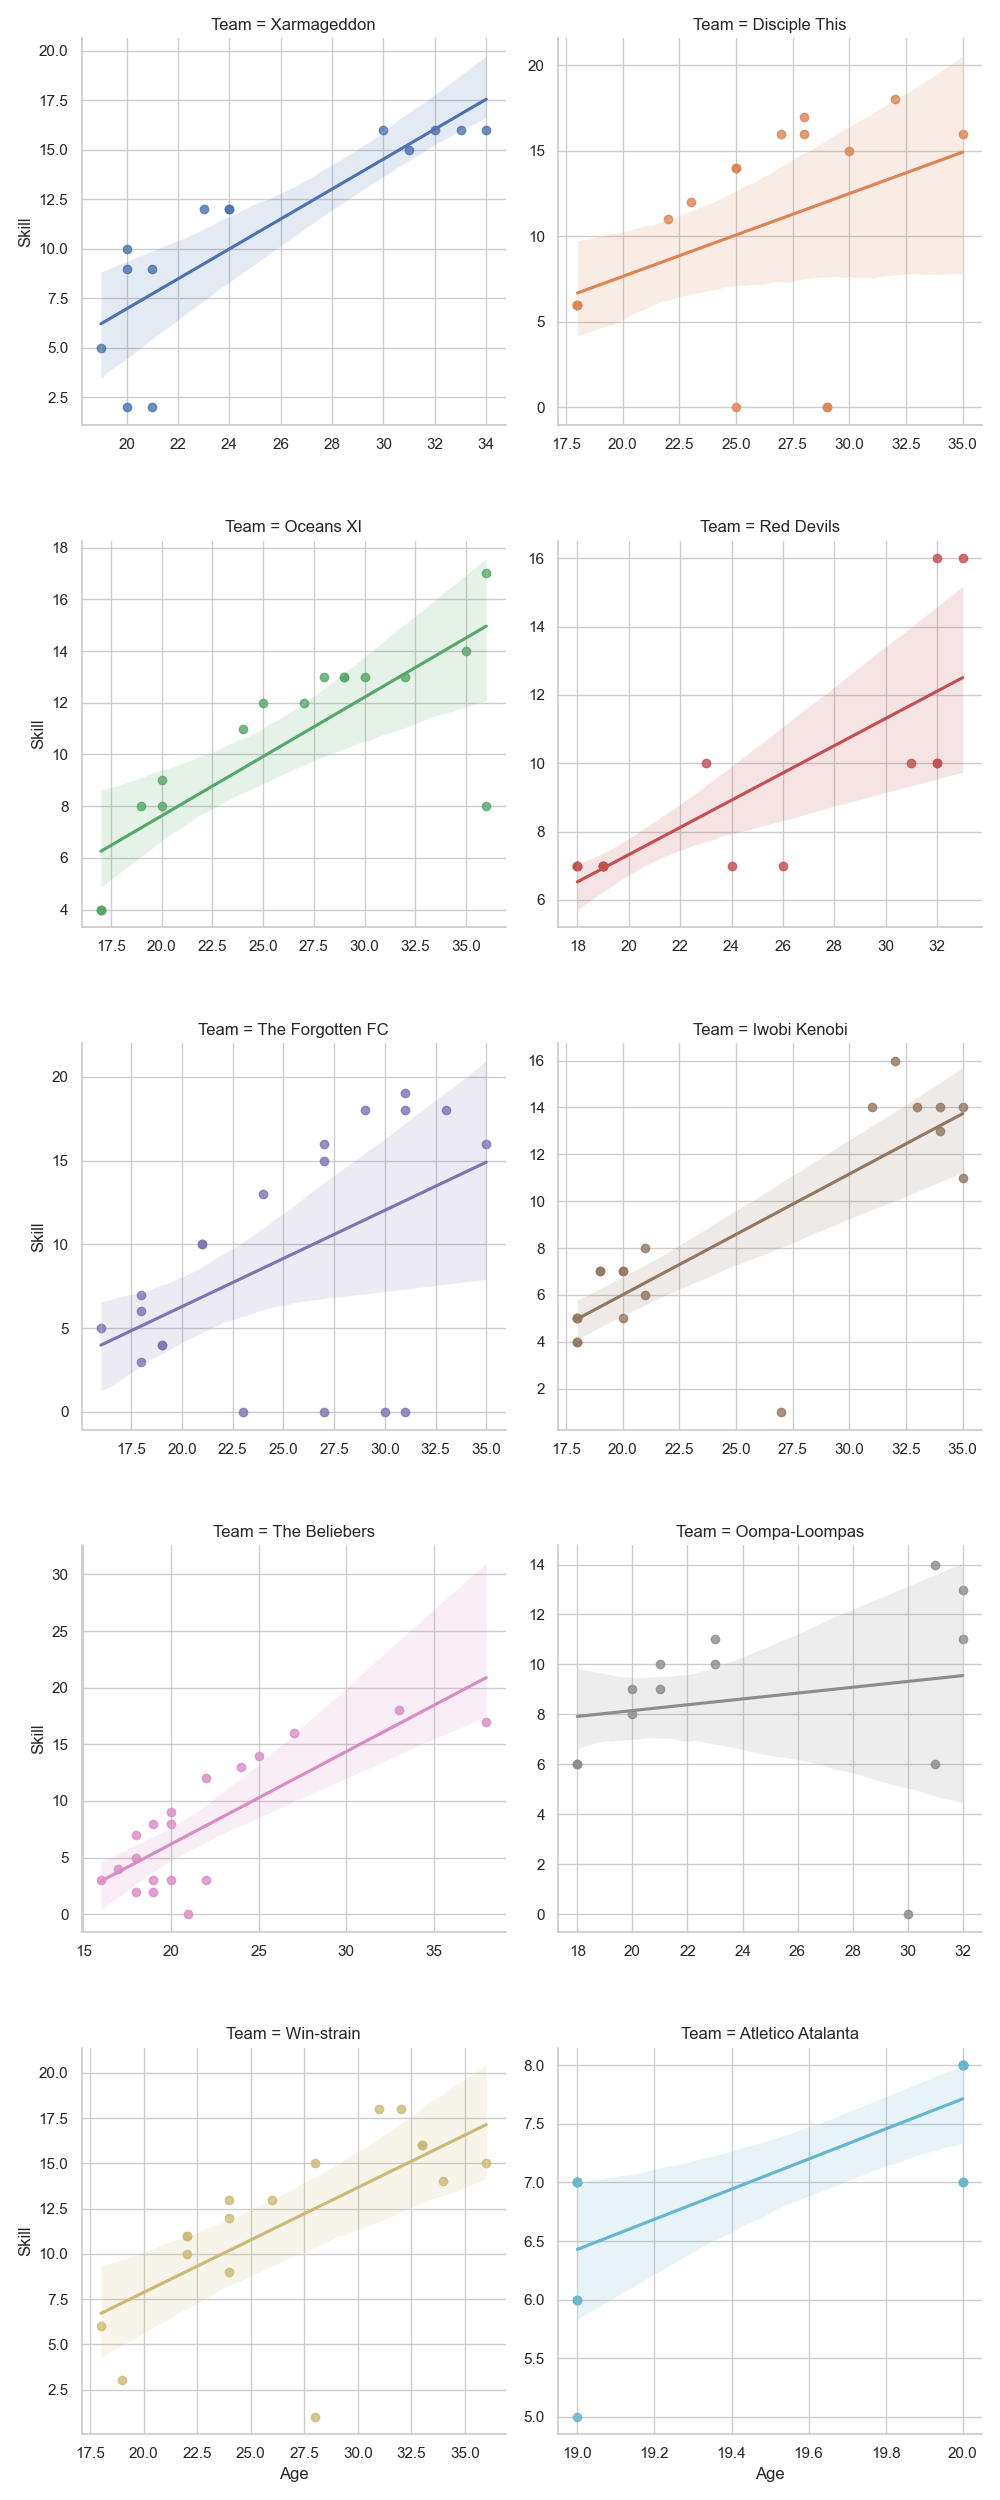 Team = Xarmageddon
Skill
20.0
17.5
15.0
12.5
10.0
7.5
5.0
2.5
20 22 24 26 28 30 32 34
Team = Disciple This
20
15
10
5
0
17.5 20.0 22.5 25.0 27.5 30.0 32.5 35.0
Team = Oceans XI
Skill
18
16
14
12
10
8
6
4
17.5 20.0 22.5 25.0 27.5 30.0 32.5 35.0
Team = Red Devils
16
14
12
10
8
6
18 20 22 24 26 28 30 32
Team = The Forgotten FC
Skill
20
15
10
5
0
17.5 20.0 22.5 25.0 27.5 30.0 32.5 35.0
Team = Iwobi Kenobi
16
14
12
10
8
6
4
2
17.5 20.0 22.5 25.0 27.5 30.0 32.5 35.0
Team = The Beliebers
Skill
30
25
20
15
10
5
0
15 20 25 30 35
Team = Oompa-Loompas
14
12
10
8
6
4
2
0
18 20 22 24 26 28 30 32
Team = Win-strain
Skill
20.0
17.5
15.0
12.5
10.0
7.5
5.0
2.5
17.5 20.0 22.5 25.0 27.5 30.0 32.5 35.0
Age
Team = Atletico Atalanta
8.0
7.5
7.0
6.5
6.0
5.5
5.0
19.0 19.2 19.4 19.6 19.8 20.0
Age